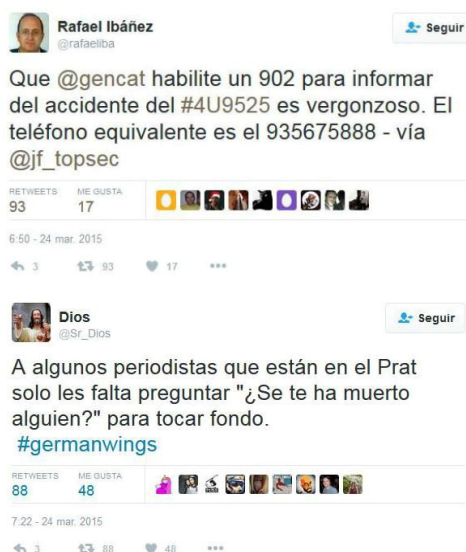 Rafael Ibáñez
@rafaeliba
Seguir
Que @gencat habilite un 902 para informar
del accidente del #4U9525 es vergonzoso. El
teléfono equivalente es el 935675888 - vía
@jf_topsec
RETWEETS ME GUSTA
93 17
6:50 - 24 mar. 2015
3 93 17
Dios
@Sr_Dios
Seguir
A algunos periodistas que están en el Prat
solo les falta preguntar "¿Se te ha muerto
alguien?" para tocar fondo.
#germanwings
RETWEETS ME GUSTA
88 48
7:22 - 24 mar. 2015
3 88 48